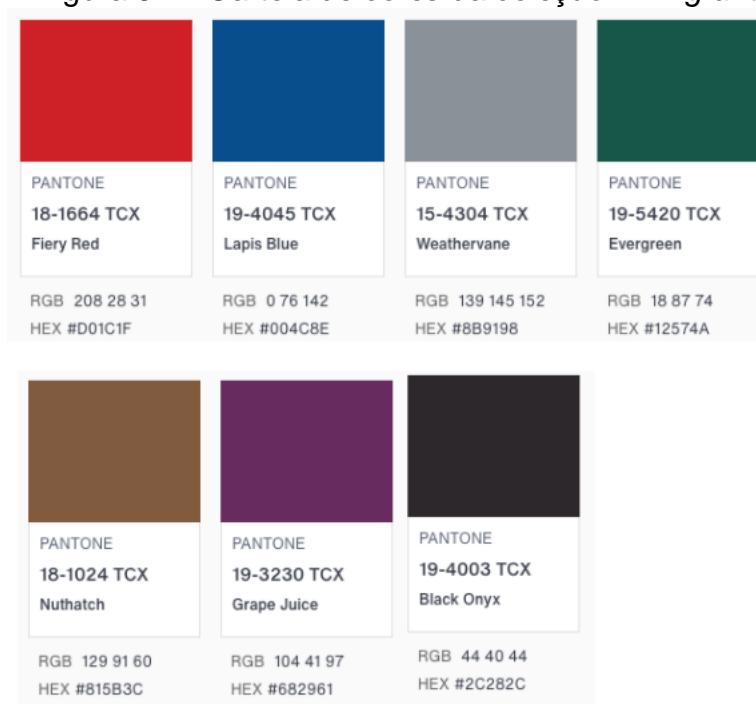 PANTONE
18-1664 TCX
Fiery Red
RGB 208 28 31
HEX #D01C1F
PANTONE
19-4045 TCX
Lapis Blue
RGB 0 76 142
HEX #004C8E
PANTONE
15-4304 TCX
Weathervane
RGB 139 145 152
HEX #8B9198
PANTONE
19-5420 TCX
Evergreen
RGB 18 87 74
HEX #12574A
PANTONE
18-1024 TCX
Nuthatch
RGB 129 91 60
HEX #815B3C
PANTONE
19-3230 TCX
Grape Juice
RGB 104 41 97
HEX #682961
PANTONE
19-4003 TCX
Black Onyx
RGB 44 40 44
HEX #2C282C